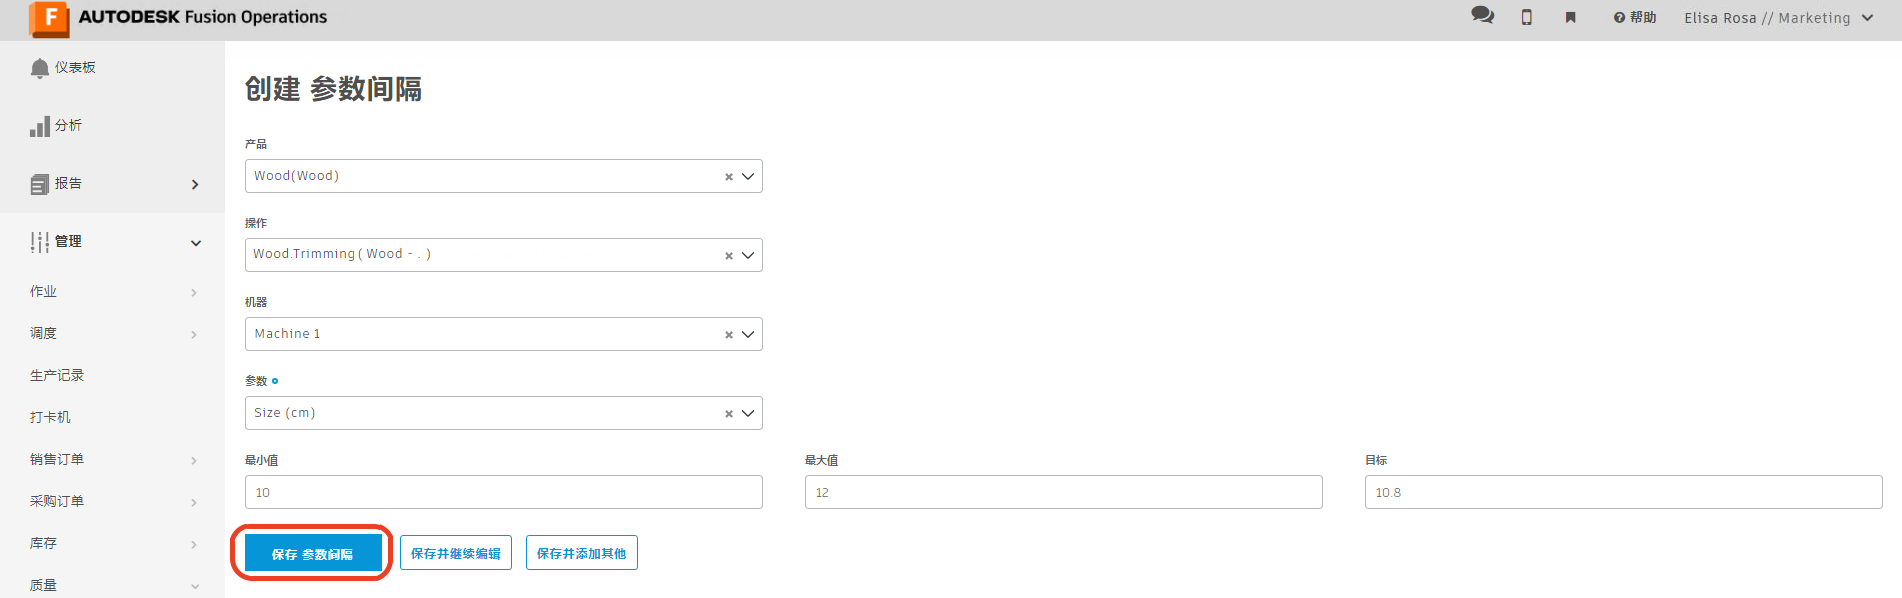 AUTODESK Fusion Operations
帮助
Elisa Rosa // Marketing
仪表板
分析
报告
管理
作业
调度
生产记录
打卡机
销售订单
采购订单
库存
质量
创建 参数间隔
产品
Wood(Wood)
操作
Wood.Trimming ( Wood - . )
机器
Machine 1
参数
Size (cm)
最小值
最大值
目标
10
12
10.8
保存 参数间隔
保存并继续编辑
保存并添加其他